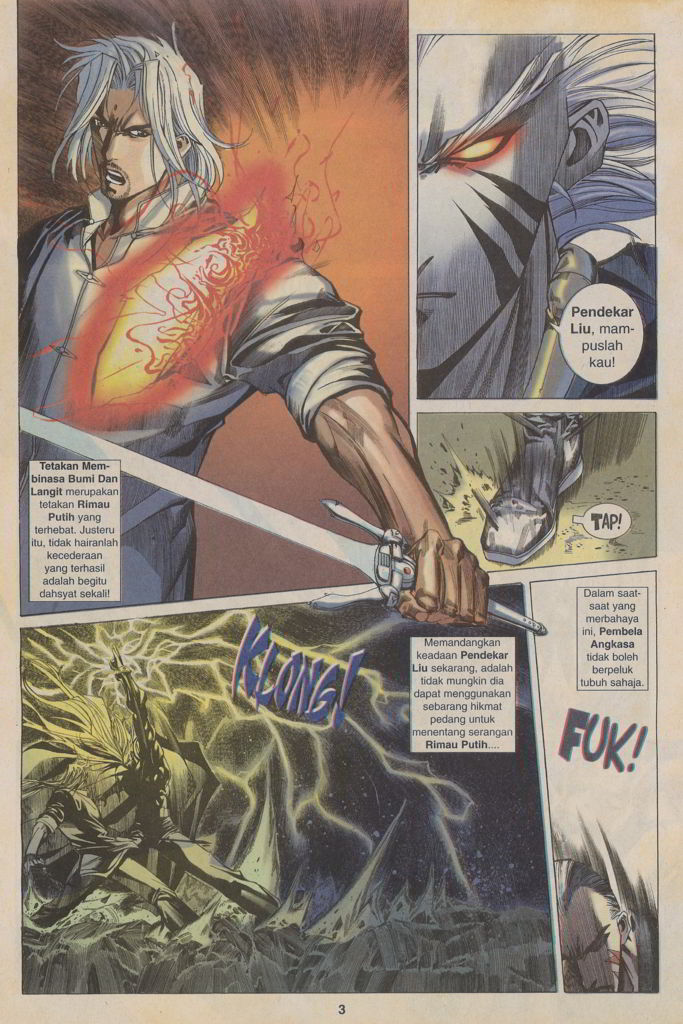 Pendekar
Liu, mam-
puslah
kau!
Tetakan Mem-
binasa Bumi Dan
Langit merupakan
tetakan Rimau
Putih yang
terhebat. Justeru
itu, tidak hairanlah
kecederaan
yang terhasil
adalah begitu
dahsyat sekali!
TAP!
KLONG!
Memandangkan
keadaan Pendekar
Liu sekarang, adalah
tidak mungkin dia
dapat menggunakan
sebarang hikmat
pedang untuk
menentang serangan
Rimau Putih....
Dalam saat-
saat yang
merbahaya
ini, Pembela
Angkasa
tidak boleh
berpeluk
tubuh sahaja.
FUK!
3